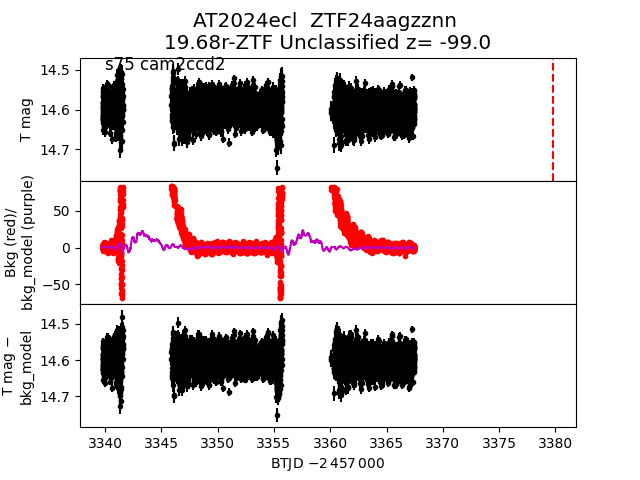 AT2024ecl  ZTF24aagzznn
19.68r-ZTF Unclassified z= -99.0
s75 cam2ccd2
14.5
14.6
14.7
T mag
50
0
−50
Bkg (red)/
bkg_model (purple)
14.5
14.6
14.7
T mag −
bkg_model
3340 3345 3350 3355 3360 3365 3370 3375 3380
BTJD −2 457 000